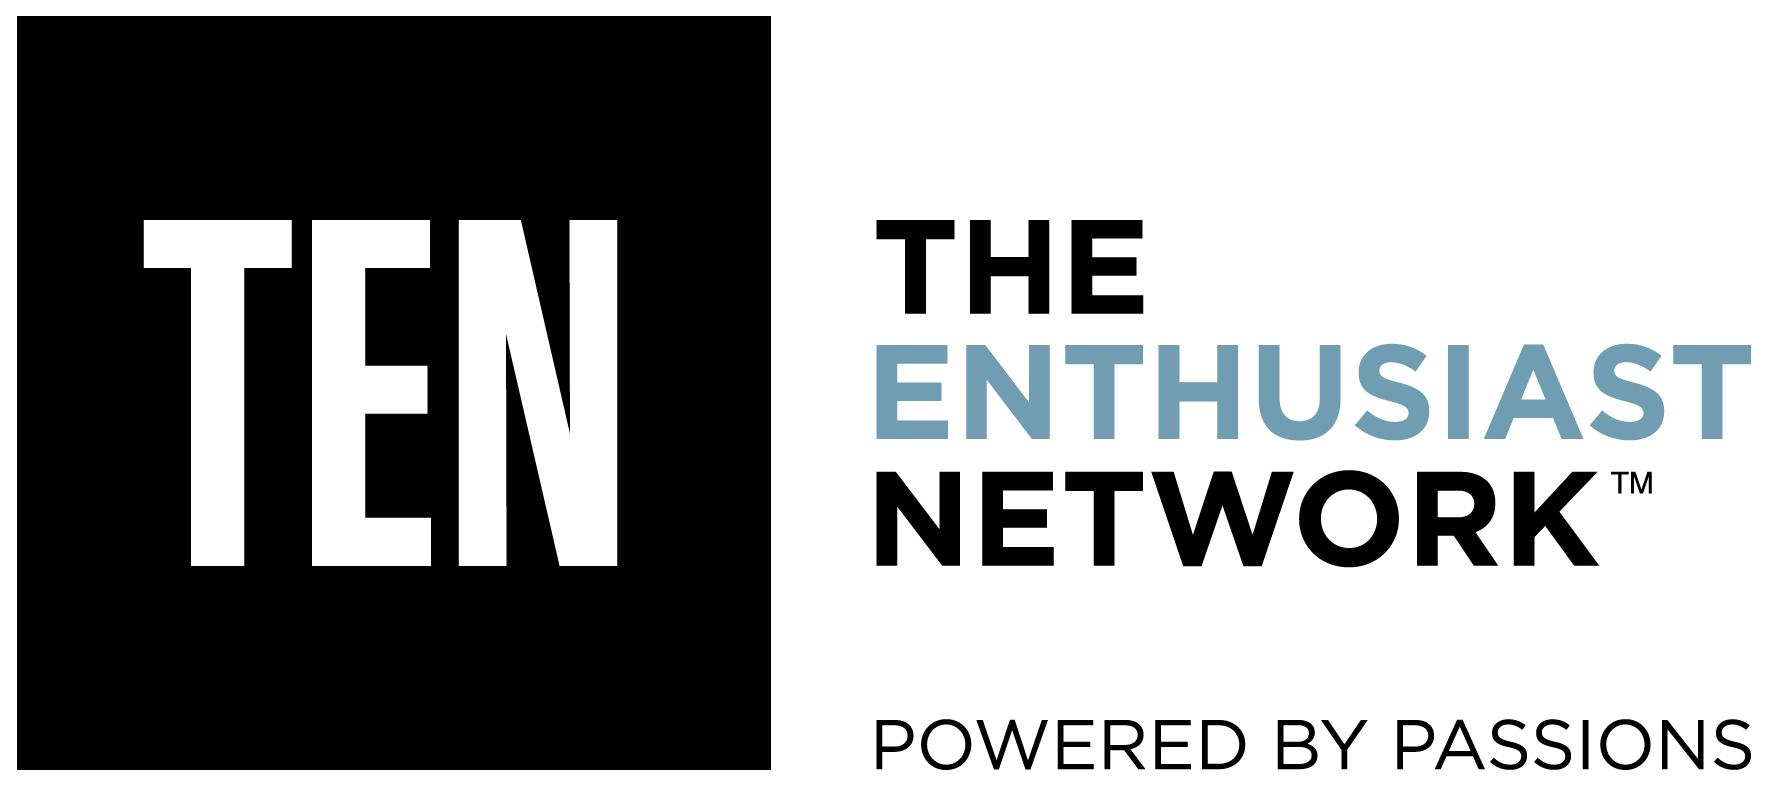 TEN
THE
ENTHUSIAST
NETWORK™
POWERED BY PASSIONS